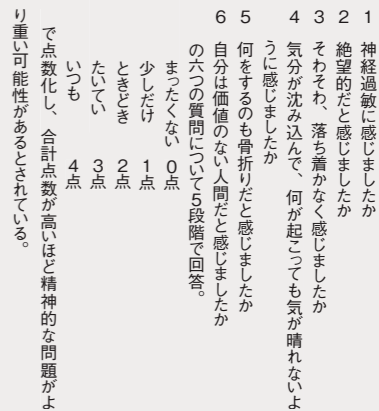 １　神経過敏に感じましたか
２　絶望的だと感じましたか
３　そわそわ、落ち着かなく感じましたか
４　気分が沈み込んで、何が起こっても気が晴れないよ
うに感じましたか
５　何をするのも骨折りだと感じましたか
６　自分は価値のない人間だと感じましたか
の六つの質問について５段階で回答。
まったくない　０点
少しだけ　１点
ときどき　２点
たいてい　３点
いつも　４点
で点数化し、合計点数が高いほど精神的な問題がよ
り重い可能性があるとされている。